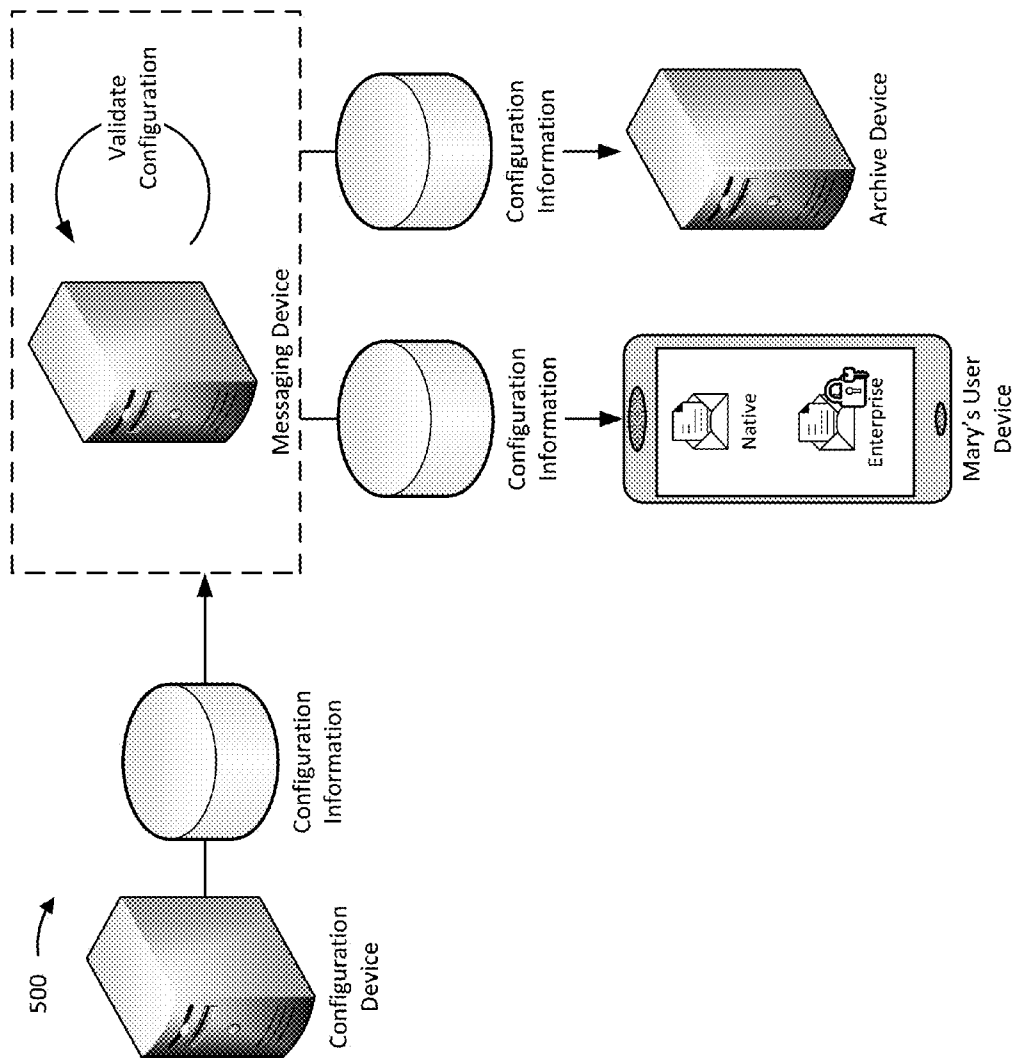 500
Configuration
Device
Configuration
Information
Messaging Device
Validate
Configuration
Configuration
Information
Mary's User
Device
Native
Enterprise
Configuration
Information
Archive Device